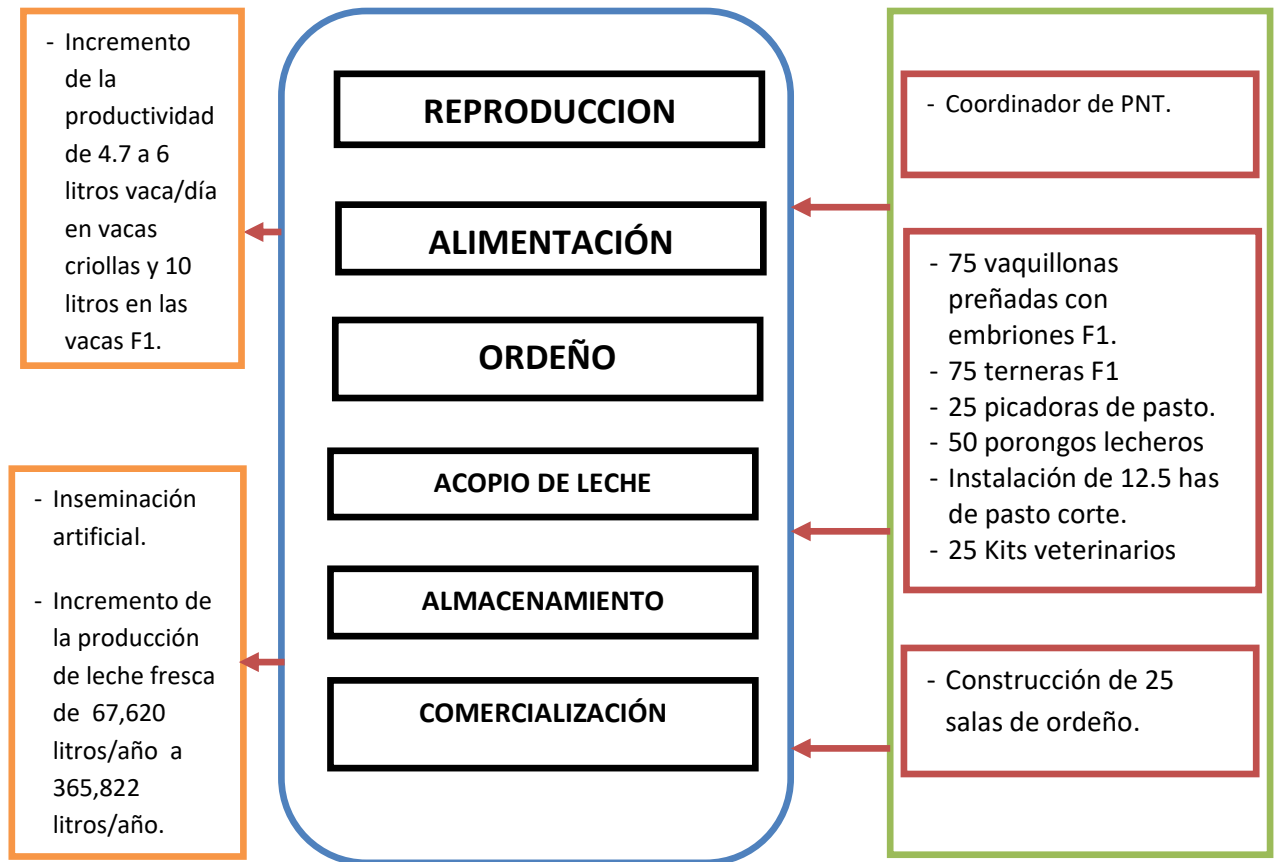 - Incremento
de la
productividad
de 4.7 a 6
litros vaca/día
en vacas
criollas y 10
litros en las
vacas F1.
- Inseminación
artificial.
- Incremento de
la producción
de leche fresca
de 67,620
litros/año a
365,822
litros/año.
REPRODUCCION
ALIMENTACIÓN
ORDEÑO
ACOPIO DE LECHE
ALMACENAMIENTO
COMERCIALIZACIÓN
- Coordinador de PNT.
- 75 vaquillonas
preñadas con
embriones F1.
- 75 terneras F1
- 25 picadoras de pasto.
- 50 porongos lecheros
- Instalación de 12.5 has
de pasto corte.
- 25 Kits veterinarios
- Construcción de 25
salas de ordeño.